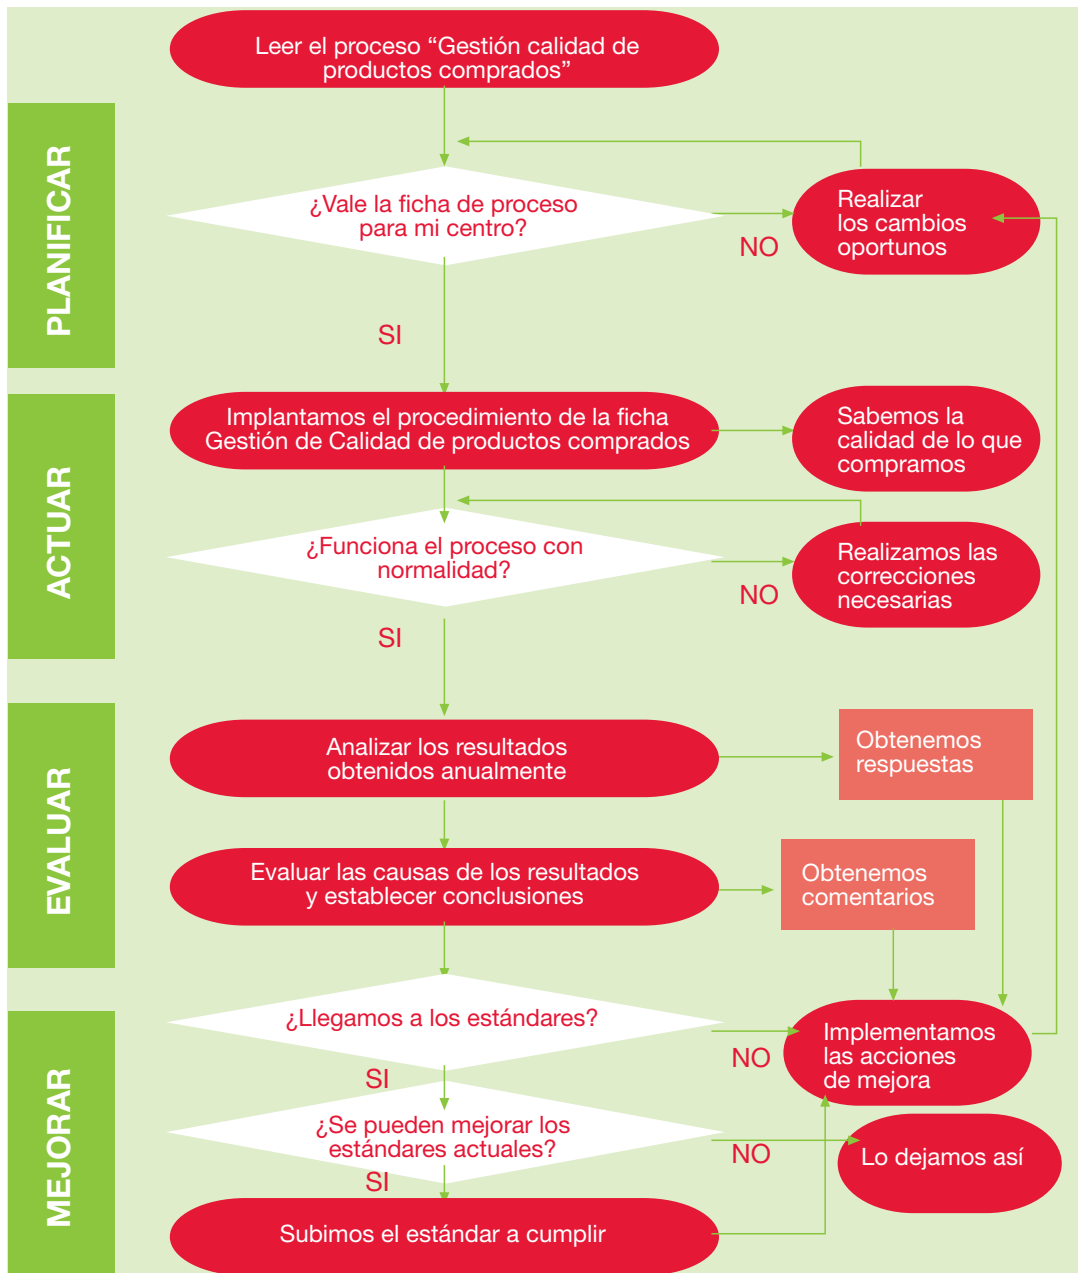 Leer el proceso “Gestión calidad de
productos comprados”
PLANIFICAR
¿Vale la ficha de proceso
para mi centro?
NO
Realizar
los cambios
oportunos
SI
ACTUAR
Implantamos el procedimiento de la ficha
Gestión de Calidad de productos comprados
Sabemos la
calidad de lo que
compramos
¿Funciona el proceso con
normalidad?
NO
Realizamos las
correcciones
necesarias
SI
EVALUAR
Analizar los resultados
obtenidos anualmente
Obtenemos
respuestas
Evaluar las causas de los resultados
y establecer conclusiones
Obtenemos
comentarios
MEJORAR
¿Llegamos a los estándares?
NO
Implementamos
las acciones
de mejora
SI
¿Se pueden mejorar los
estándares actuales?
NO
Lo dejamos así
SI
Subimos el estándar a cumplir